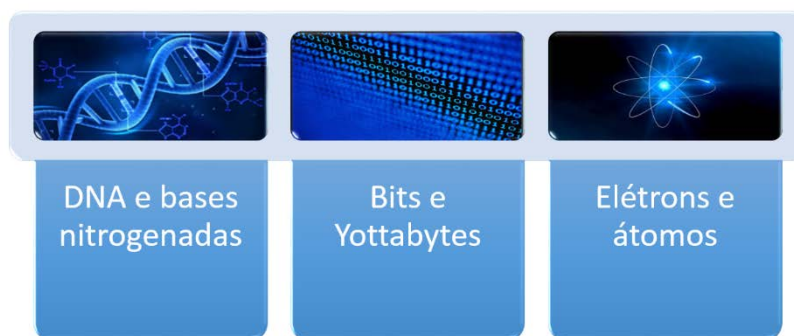 DNA e bases
nitrogenadas
Bits e
Yottabytes
Elétrons e
átomos